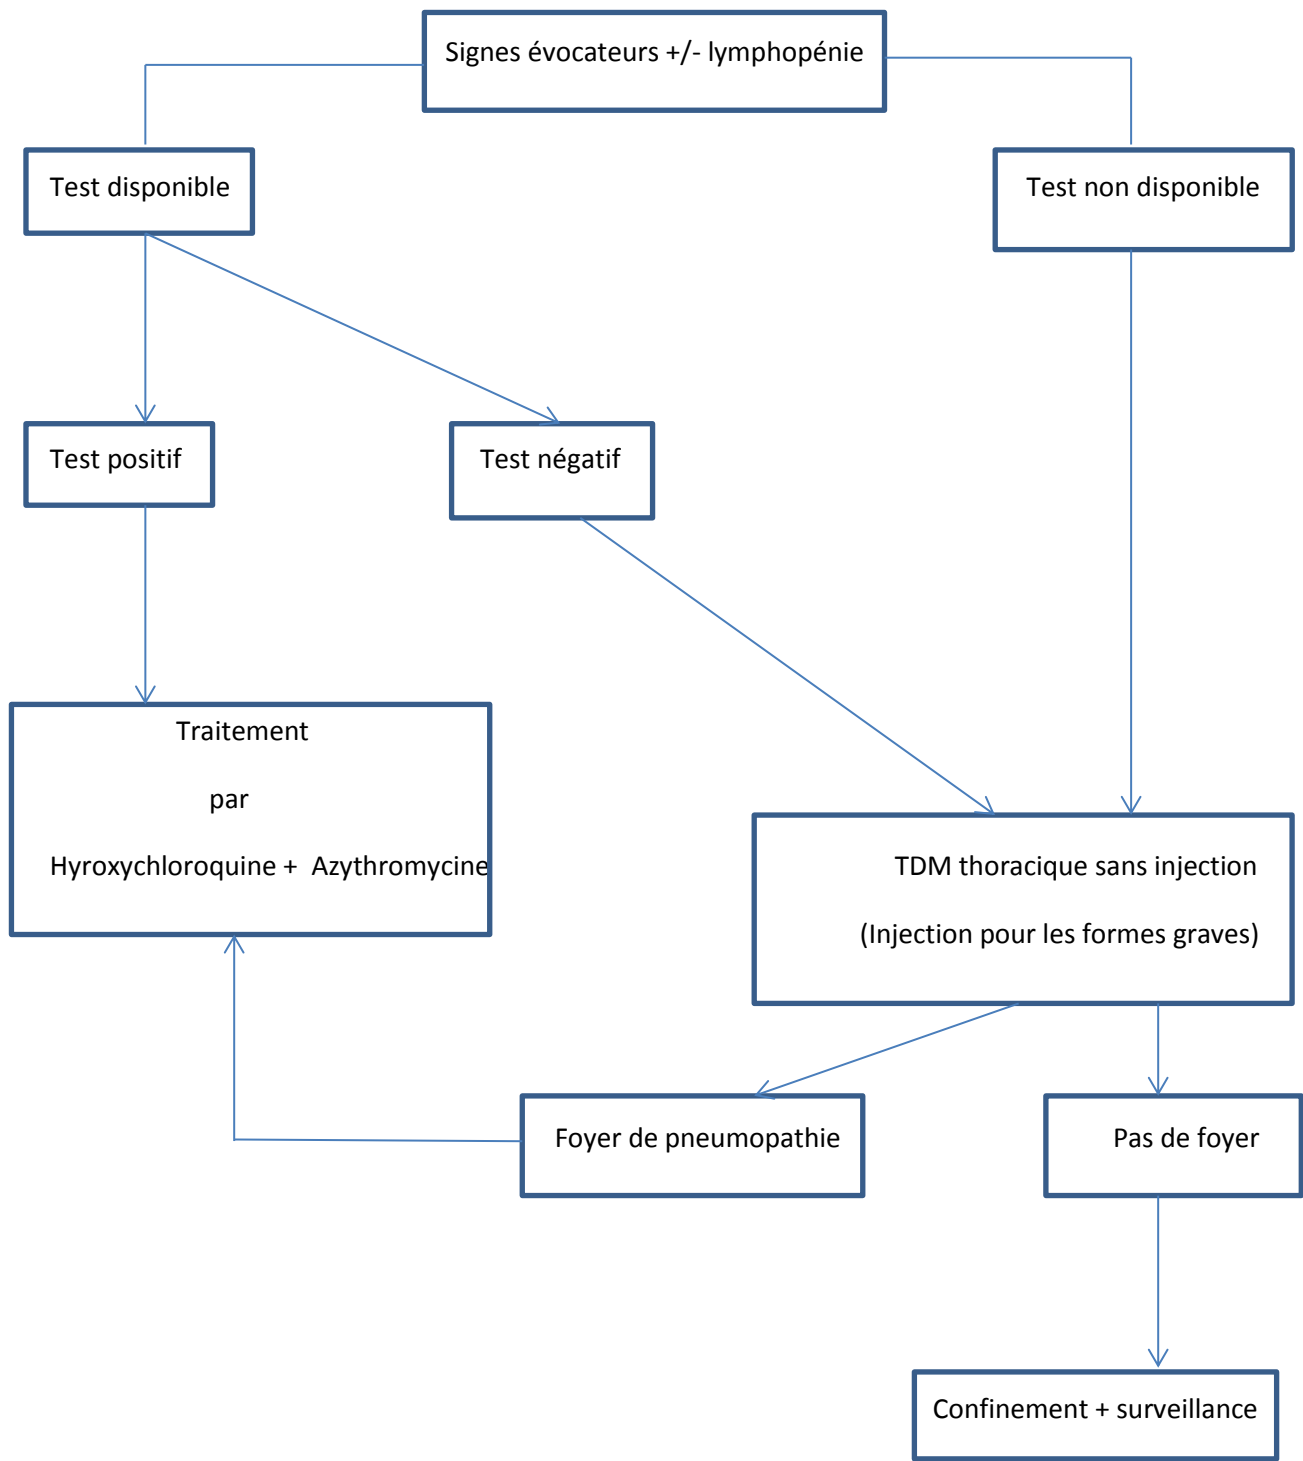 Signes évocateurs +/- lymphopénie
Test disponible
Test non disponible
Test positif
Test négatif
Traitement
par
Hyroxychloroquine + Azythromycine
TDM thoracique sans injection
(Injection pour les formes graves)
Foyer de pneumopathie
Pas de foyer
Confinement + surveillance